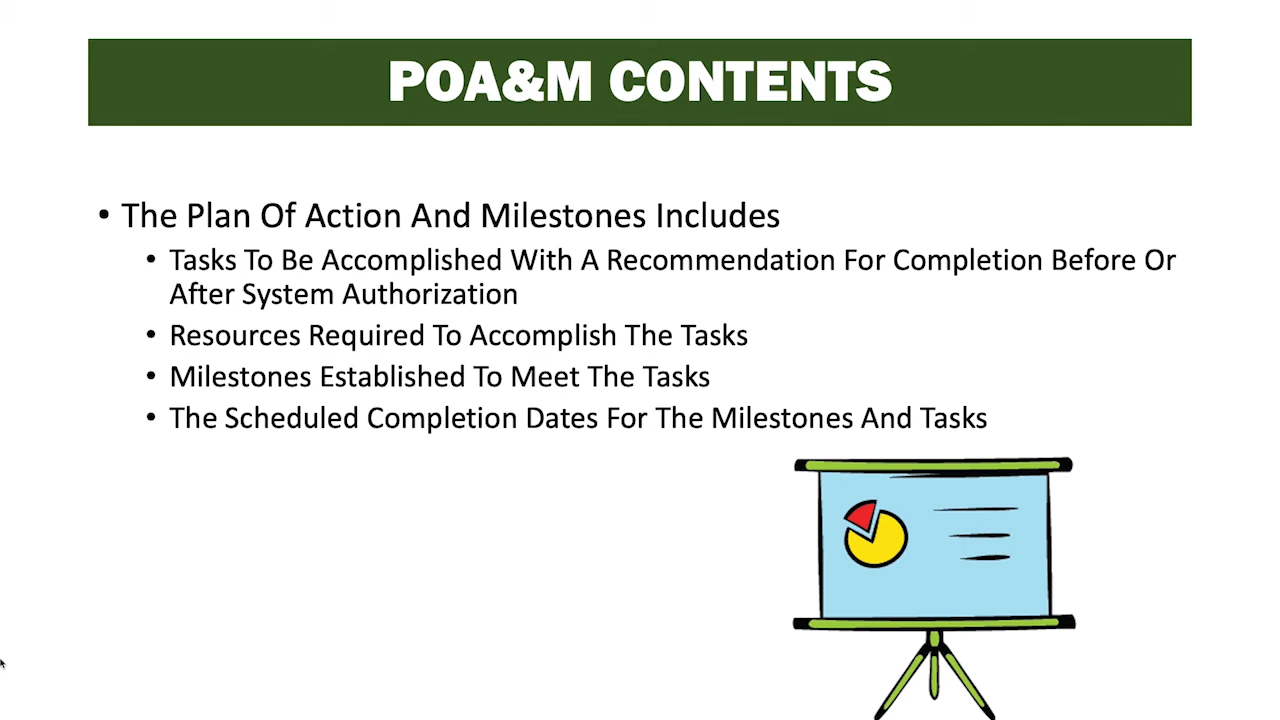 POA&M CONTENTS
• The Plan Of Action And Milestones Includes
• Tasks To Be Accomplished With A Recommendation For Completion Before Or
After System Authorization
• Resources Required To Accomplish The Tasks
• Milestones Established To Meet The Tasks
• The Scheduled Completion Dates For The Milestones And Tasks